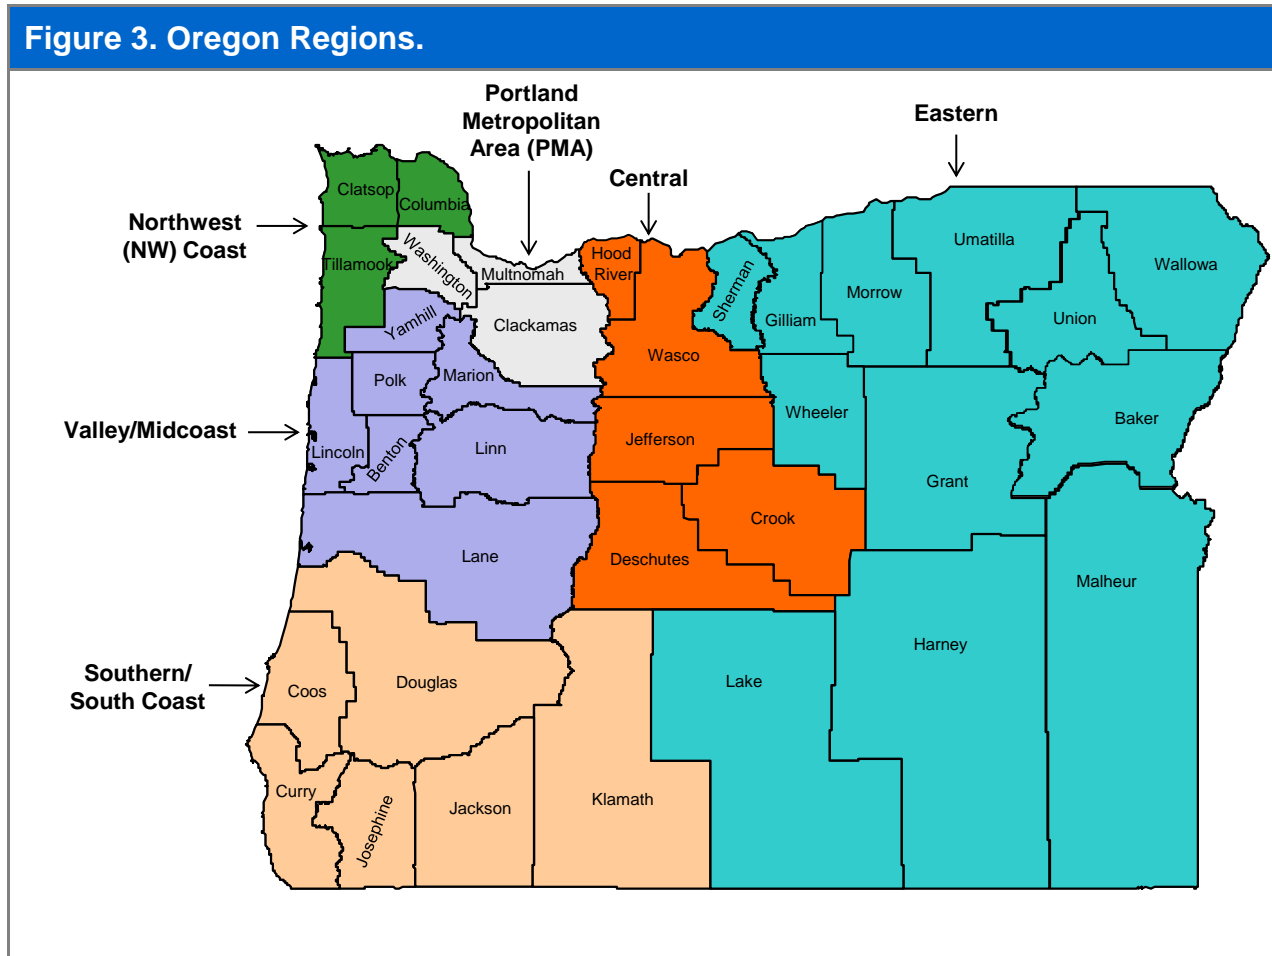 Figure 3. Oregon Regions.
Portland
Metropolitan
Area (PMA)
Eastern
Central
Northwest
(NW) Coast
Valley/Midcoast
Southern/
South Coast
Clatsop
Columbia
Tillamook
Washington
Multnomah
Clackamas
Hood
River
Wasco
Sherman
Gilliam
Morrow
Umatilla
Union
Wallowa
Yamhill
Polk
Marion
Lincoln
Benton
Linn
Lane
Jefferson
Crook
Deschutes
Wheeler
Grant
Baker
Malheur
Harney
Lake
Coos
Douglas
Curry
Josephine
Jackson
Klamath